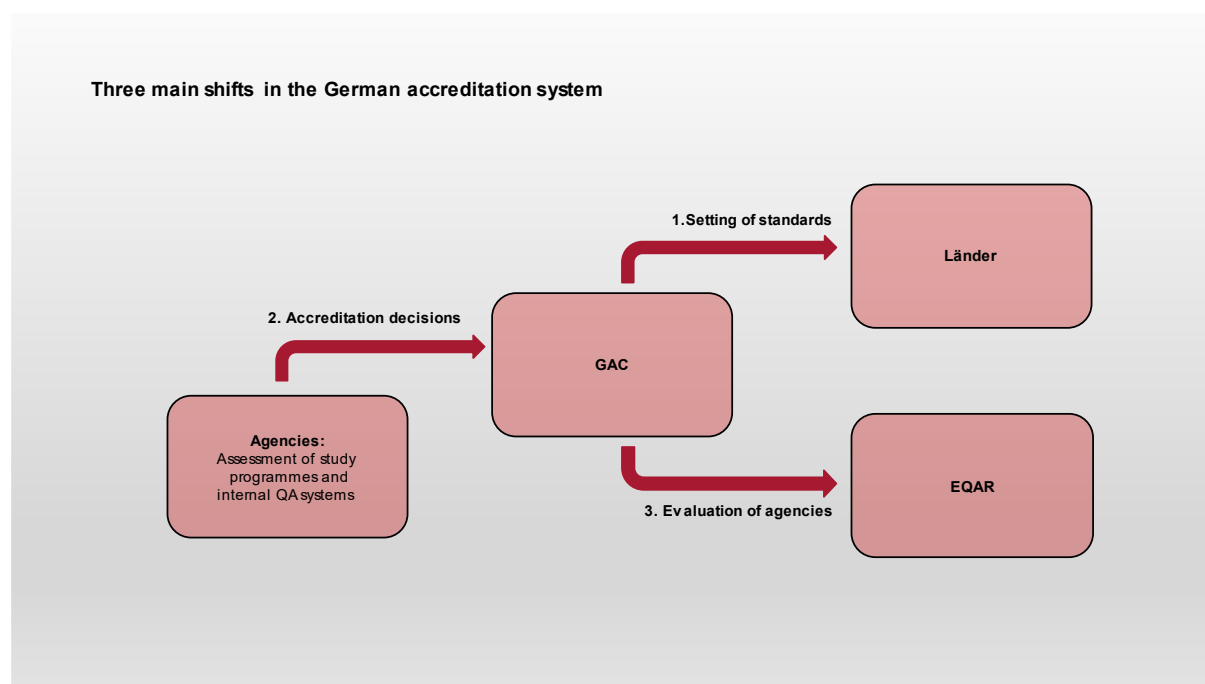 Three main shifts in the German accreditation system
1.Setting of standards
Länder
2. Accreditation decisions
GAC
Agencies:
Assessment of study
programmes and
internal QA systems
EQAR
3. Evaluation of agencies